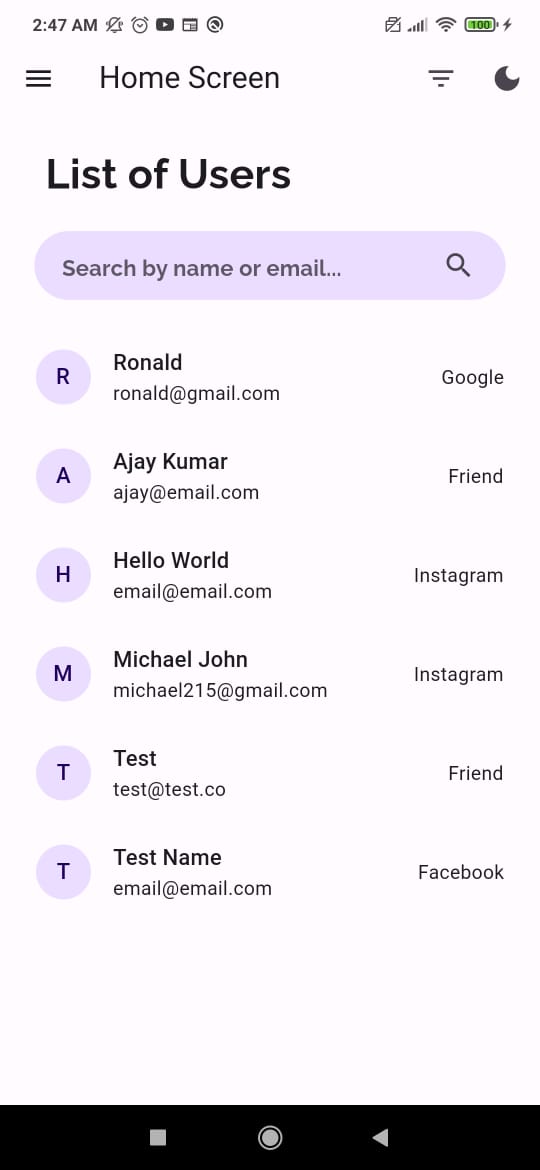 2:47 AM
100
Home Screen
List of Users
Search by name or email...
R
Ronald
ronald@gmail.com
Google
A
Ajay Kumar
ajay@email.com
Friend
H
Hello World
email@email.com
Instagram
M
Michael John
michael215@gmail.com
Instagram
T
Test
test@test.co
Friend
T
Test Name
email@email.com
Facebook